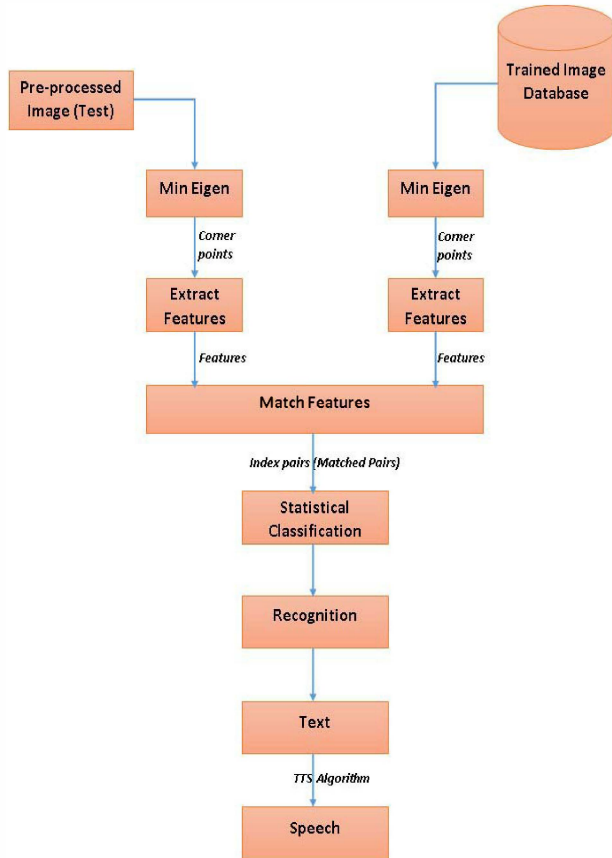 Pre-processed
Image (Test)
Trained Image
Database
Min Eigen
Min Eigen
Corner
points
Corner
points
Extract
Features
Extract
Features
Features
Features
Match Features
Index pairs (Matched Pairs)
Statistical
Classification
Recognition
Text
TTS Algorithm
Speech